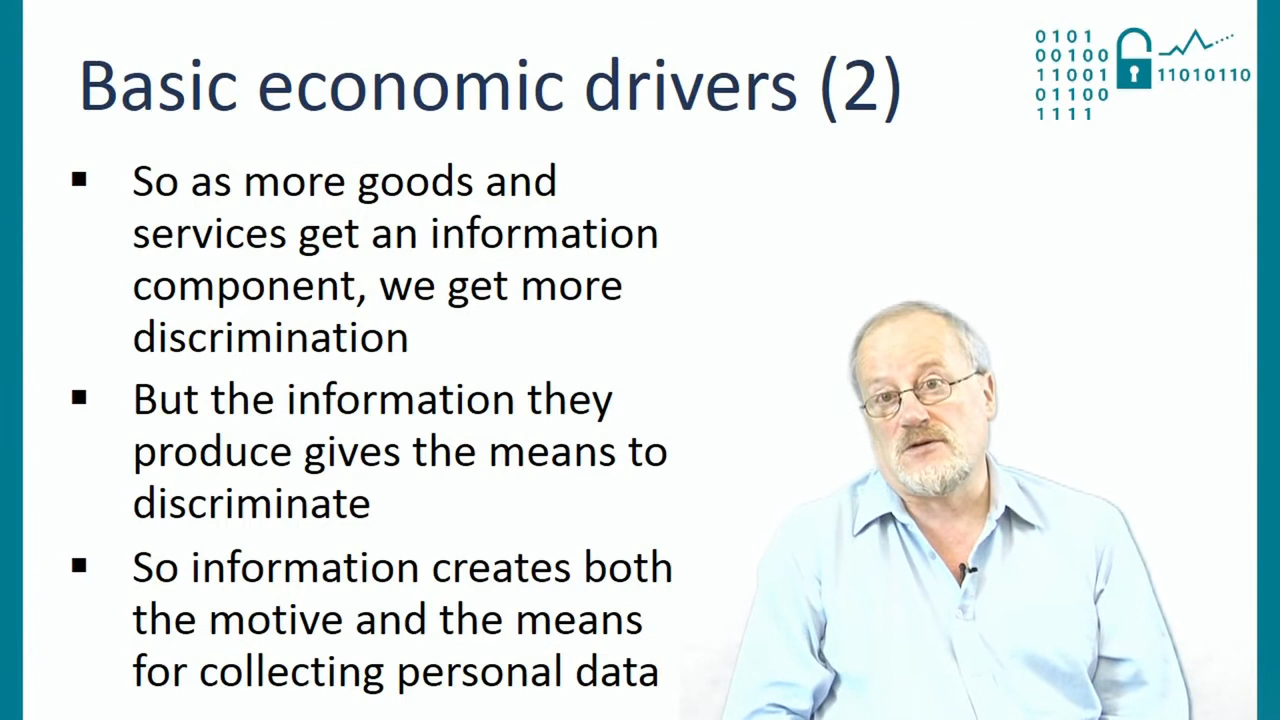 Basic economic drivers (2)
0101
00100
11001
01100
1111
11010110
So as more goods and
services get an information
component, we get more
discrimination
But the information they
produce gives the means to
discriminate
So information creates both
the motive and the means
for collecting personal data